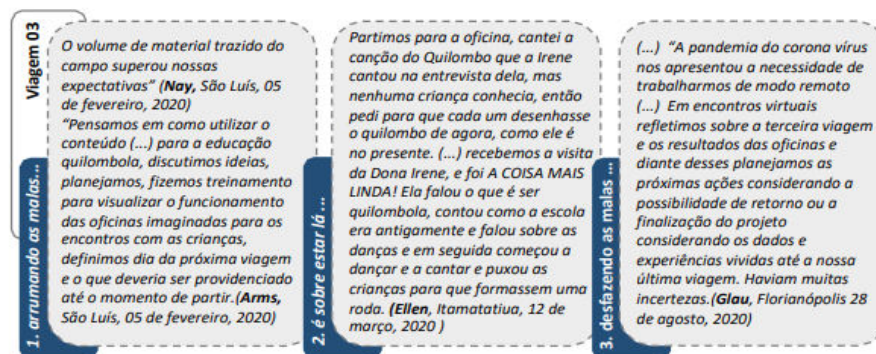 Viagem 03
1. arrumando as malas...
O volume de material trazido do
campo superou nossas
expectativas” (Nay, São Luís, 05
de fevereiro, 2020)
“Pensamos em como utilizar o
conteúdo (...) para a educação
quilombola, discutimos ideias,
planejamos, fizemos treinamento
para visualizar o funcionamento
das oficinas imaginadas para os
encontros com as crianças,
definimos dia da próxima viagem
e o que deveria ser providenciado
até o momento de partir.(Arms,
São Luís, 05 de fevereiro, 2020)
2. é sobre estar lá ...
Partimos para a oficina, cantei a
canção do Quilombo que a Irene
cantou na entrevista dela, mas
nenhuma criança conhecia, então
pedi para que cada um desenhasse
o quilombo de agora, como ele é
no presente. (...) recebemos a visita
da Dona Irene, e foi A COISA MAIS
LINDA! Ela falou o que é ser
quilombola, contou como a escola
era antigamente e falou sobre as
danças e em seguida começou a
dançar e a cantar e puxou as
crianças para que formassem uma
roda. (Ellen, Itamatatiua, 12 de
março, 2020 )
3. desfazendo as malas ...
(...) “A pandemia do corona vírus
nos apresentou a necessidade de
trabalharmos de modo remoto
(...) Em encontros virtuais
refletimos sobre a terceira viagem
e os resultados das oficinas e
diante desses planejamos as
próximas ações considerando a
possibilidade de retorno ou a
finalização do projeto
considerando os dados e
experiências vividas até a nossa
última viagem. Haviam muitas
incertezas.(Glau, Florianópolis 28
de agosto, 2020)